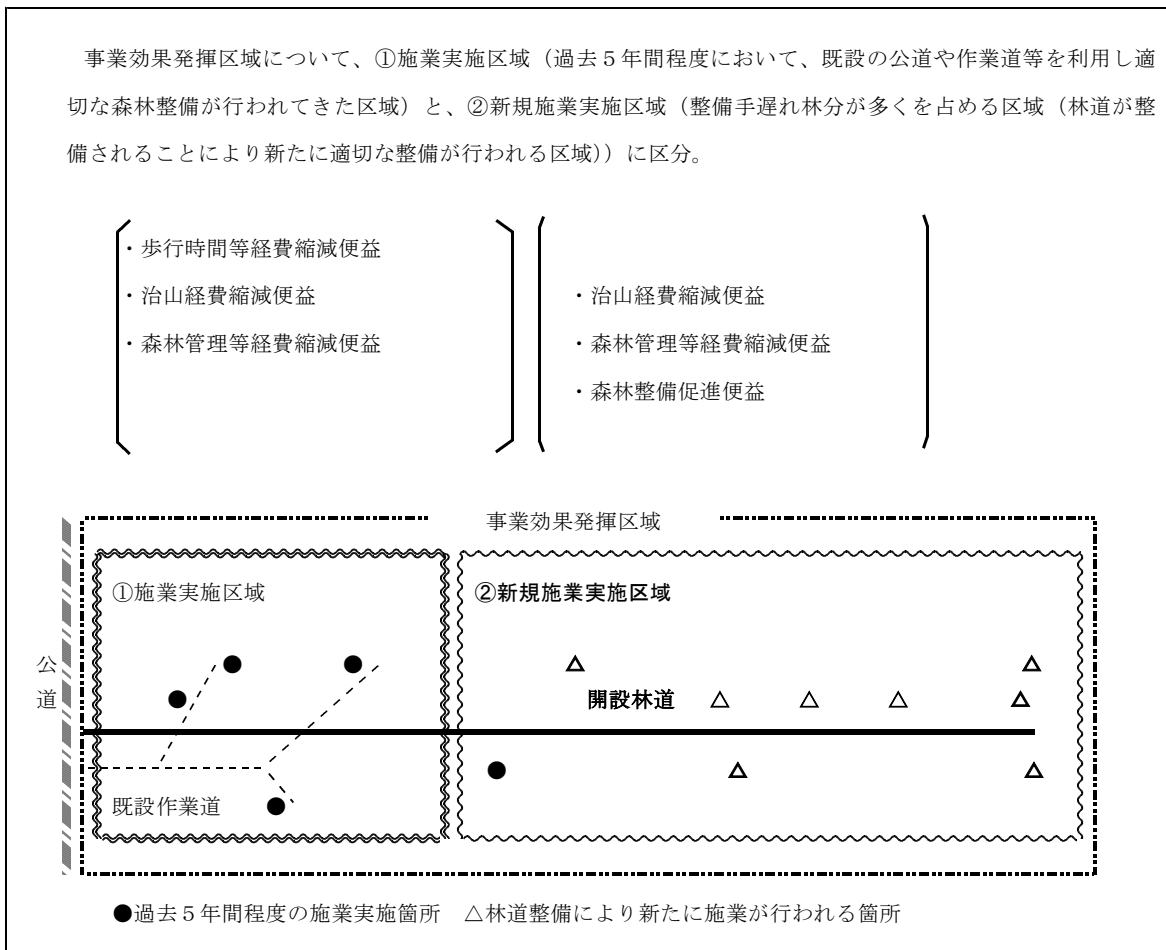 事業効果発揮区域について、①施業実施区域（過去５年間程度において、既設の公道や作業道等を利用し適
切な森林整備が行われてきた区域）と、②新規施業実施区域（整備手遅れ林分が多くを占める区域（林道が整
備されることにより新たに適切な整備が行われる区域））に区分。
・歩行時間等経費縮減便益
・治山経費縮減便益
・森林管理等経費縮減便益
・治山経費縮減便益
・森林管理等経費縮減便益
・森林整備促進便益
事業効果発揮区域
①施業実施区域
②新規施業実施区域
公
道
開設林道
既設作業道
●過去５年間程度の施業実施箇所　△林道整備により新たに施業が行われる箇所